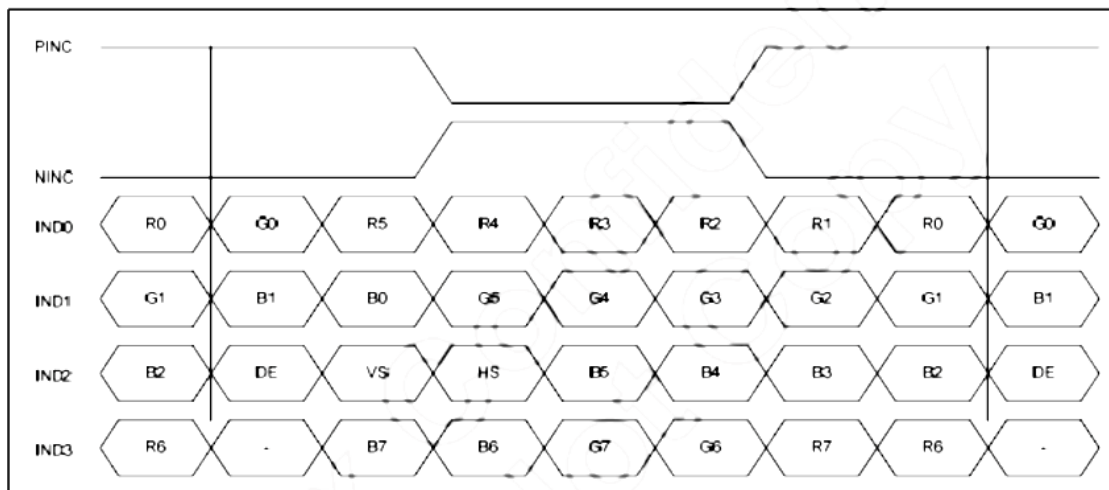 PINC
NINC
IND0 R0 G0 R5 R4 R3 R2 R1 R0 G0
IND1 G1 B1 B0 G5 G4 G3 G2 G1 B1
IND2 B2 DE VS HS B5 B4 B3 B2 DE
IND3 R6 - B7 B6 G7 G6 R7 R6 -